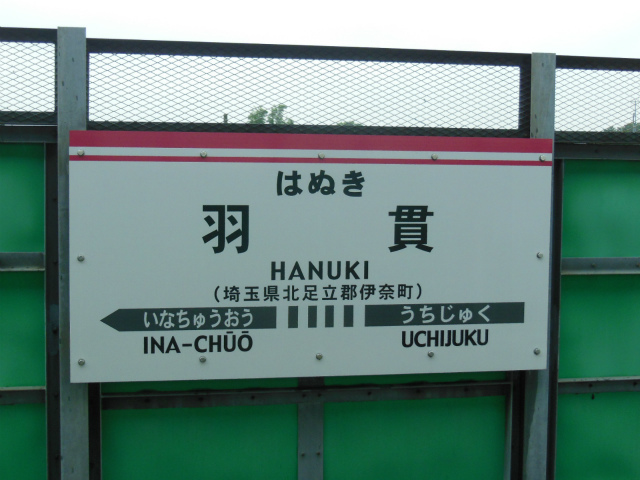 はぬき
羽貫
HANUKI
(埼玉県北足立郡伊奈町)
いなちゅうおう うちじゅく
INA-CHŪŌ UCHIJUKU